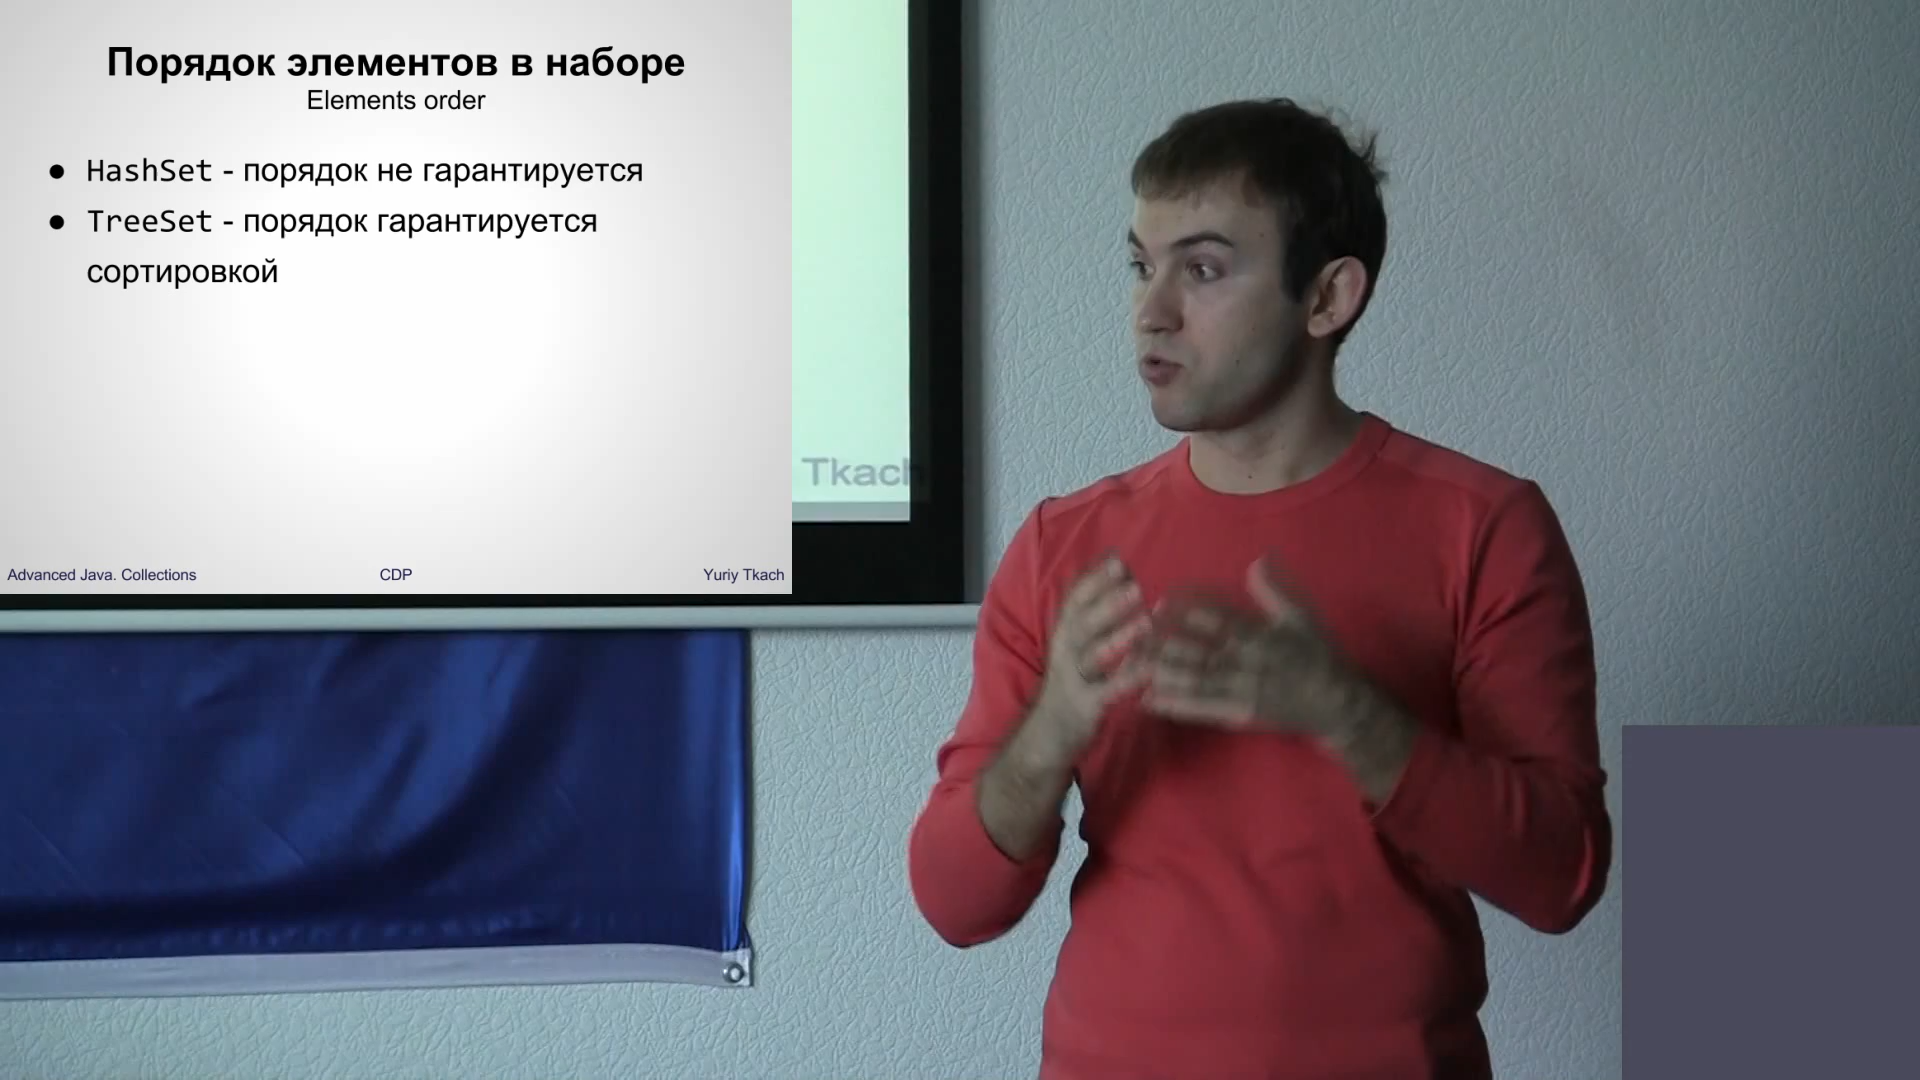 Порядок элементов в наборе
Elements order
● HashSet - порядок не гарантируется
● TreeSet - порядок гарантируется
сортировкой
Tkach
Advanced Java. Collections CDP Yuriy Tkach